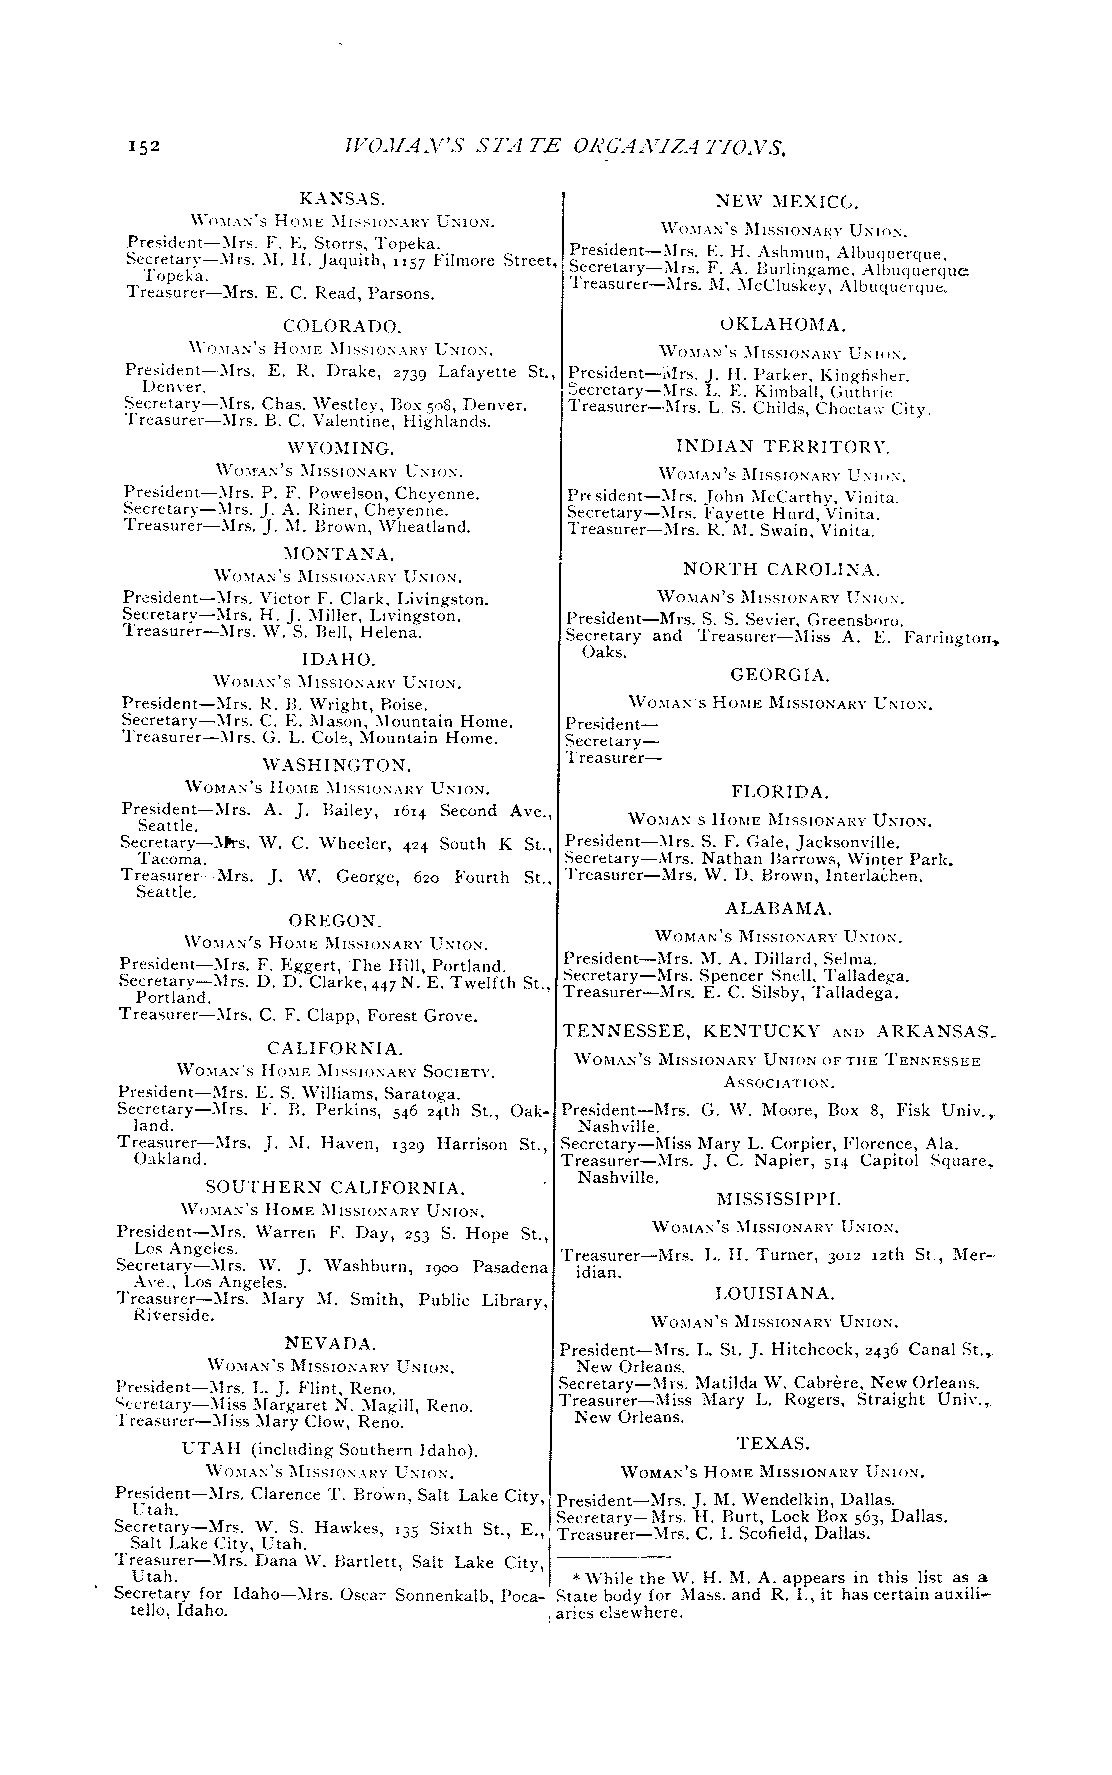 152
WOMAN'S STATE ORGANIZATIONS.
KANSAS.
WOMAN'S HOME MISSIONARY UNION.
President—Mrs. F. E. Storrs, Topeka.
Secretary—Mrs. M. H. Jaquith, 1157 Filmore Street,
Topeka.
Treasurer—Mrs. E. C. Read, Parsons.
COLORADO.
WOMAN'S HOME MISSIONARY UNION.
President—Mrs. E. R. Drake, 2739 Lafayette St.,
Denver.
Secretary—Mrs. Chas. Westley, Box 508, Denver.
Treasurer—Mrs. B. C. Valentine, Highlands.
WYOMING.
WOMAN'S MISSIONARY UNION.
President—Mrs. P. F. Powelson, Cheyenne.
Secretary—Mrs. J. A. Riner, Cheyenne.
Treasurer—Mrs. J. M. Brown, Wheatland.
MONTANA.
WOMAN'S MISSIONARY UNION.
President—Mrs. Victor F. Clark, Livingston.
Secretary—Mrs. H. J. Miller, Livingston.
Treasurer—Mrs. W. S. Bell, Helena.
IDAHO.
WOMAN'S MISSIONARY UNION.
President—Mrs. R. B. Wright, Boise.
Secretary—Mrs. C. E. Mason, Mountain Home.
Treasurer—Mrs. G. L. Cole, Mountain Home.
WASHINGTON.
WOMAN'S HOME MISSIONARY UNION.
President—Mrs. A. J. Bailey, 1614 Second Ave.,
Seattle.
Secretary—Mrs. W. C. Wheeler, 424 South K St.,
Tacoma.
Treasurer—Mrs. J. W. George, 620 Fourth St.,
Seattle.
OREGON.
WOMAN'S HOME MISSIONARY UNION.
President—Mrs. F. Eggert, The Hill, Portland.
Secretary—Mrs. D. D. Clarke, 447 N. E. Twelfth St.,
Portland.
Treasurer—Mrs. C. F. Clapp, Forest Grove.
CALIFORNIA.
WOMAN'S HOME MISSIONARY SOCIETY.
President—Mrs. E. S. Williams, Saratoga.
Secretary—Mrs. F. B. Perkins, 546 24th St., Oak-
land.
Treasurer—Mrs. J. M. Haven, 1329 Harrison St.,
Oakland.
SOUTHERN CALIFORNIA.
WOMAN'S HOME MISSIONARY UNION.
President—Mrs. Warren F. Day, 253 S. Hope St.,
Los Angeles.
Secretary—Mrs. W. J. Washburn, 1900 Pasadena
Ave., Los Angeles.
Treasurer—Mrs. Mary M. Smith, Public Library,
Riverside.
NEVADA.
WOMAN'S MISSIONARY UNION.
President—Mrs. L. J. Flint, Reno.
Secretary—Miss Margaret N. Magill, Reno.
Treasurer—Miss Mary Clow, Reno.
UTAH (including Southern Idaho).
WOMAN'S MISSIONARY UNION.
President—Mrs. Clarence T. Brown, Salt Lake City,
Utah.
Secretary—Mrs. W. S. Hawkes, 135 Sixth St., E.,
Salt Lake City, Utah.
Treasurer—Mrs. Dana W. Bartlett, Salt Lake City,
Utah.
Secretary for Idaho—Mrs. Oscar Sonnenkalb, Poca-
tello, Idaho.
NEW MEXICO.
WOMAN'S MISSIONARY UNION.
President—Mrs. E. H. Ashmun, Albuquerque.
Secretary—Mrs. F. A. Burlingame, Albuquerque
Treasurer—Mrs. M. McCluskey, Albuquerque.
OKLAHOMA.
WOMAN'S MISSIONARY UNION.
President—Mrs. J. H. Parker, Kingfisher.
Secretary—Mrs. L. E. Kimball, Guthrie
Treasurer—Mrs. L. S. Childs, Choctaw City.
INDIAN TERRITORY.
WOMAN'S MISSIONARY UNION.
President—Mrs. John McCarthy, Vinita.
Secretary—Mrs. Fayette Hurd, Vinita.
Treasurer—Mrs. R. M. Swain, Vinita.
NORTH CAROLINA.
WOMAN'S MISSIONARY UNION.
President—Mrs. S. S. Sevier, Greensboro.
Secretary and Treasurer—Miss A. E. Farrington,
Oaks.
GEORGIA.
WOMAN'S HOME MISSIONARY UNION.
President—
Secretary—
Treasurer—
FLORIDA.
WOMAN S HOME MISSIONARY UNION.
President—Mrs. S. F. Gale, Jacksonville.
Secretary—Mrs. Nathan Barrows, Winter Park.
Treasurer—Mrs. W. D. Brown, Interlachen.
ALABAMA.
WOMAN'S MISSIONARY UNION.
President—Mrs. M. A. Dillard, Selma.
Secretary—Mrs. Spencer Snell, Talladega.
Treasurer—Mrs. E. C. Silsby, Talladega.
TENNESSEE, KENTUCKY AND ARKANSAS.
WOMAN'S MISSIONARY UNION OF THE TENNESSEE
ASSOCIATION.
President—Mrs. G. W. Moore, Box 8, Fisk Univ.,
Nashville.
Secretary—Miss Mary L. Corpier, Florence, Ala.
Treasurer—Mrs. J. C. Napier, 514 Capitol Square,
Nashville.
MISSISSIPPI.
WOMAN'S MISSIONARY UNION.
Treasurer—Mrs. L. H. Turner, 3012 12th St., Mer-
idian.
LOUISIANA.
WOMAN'S MISSIONARY UNION.
President—Mrs. L. St. J. Hitchcock, 2436 Canal St.,
New Orleans.
Secretary—Mrs. Matilda W. Cabrère, New Orleans.
Treasurer—Miss Mary L. Rogers, Straight Univ.,
New Orleans.
TEXAS.
WOMAN'S HOME MISSIONARY UNION.
President—Mrs. J. M. Wendelkin, Dallas.
Secretary—Mrs. H. Burt, Lock Box 563, Dallas.
Treasurer—Mrs. C. I. Scofield, Dallas.
*While the W. H. M. A. appears in this list as a
State body for Mass. and R. I., it has certain auxili-
aries elsewhere.